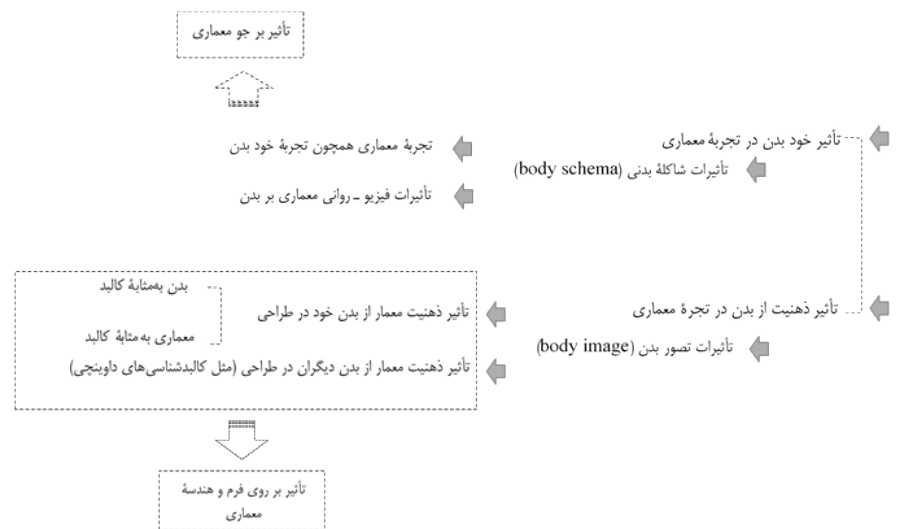 تأثیر بر جو معماری
تأثیر خود بدن در تجربهٔ معماری
تجربهٔ معماری همچون تجربهٔ خود بدن
تأثیرات شاکلهٔ بدنی (body schema)
تأثیرات فیزیو ـ روانی معماری بر بدن
بدن به‌مثابهٔ کالبد
تأثیر ذهنیت از بدن در تجرهٔ معماری
تأثیر ذهنیت معمار از بدن خود در طراحی
معماری به مثابهٔ کالبد
تأثیرات تصور بدن (body image)
تأثیر ذهنیت معمار از بدن دیگران در طراحی (مثل کالبدشناسی‌های داوینچی)
تأثیر بر روی فرم و هندسهٔ
معماری